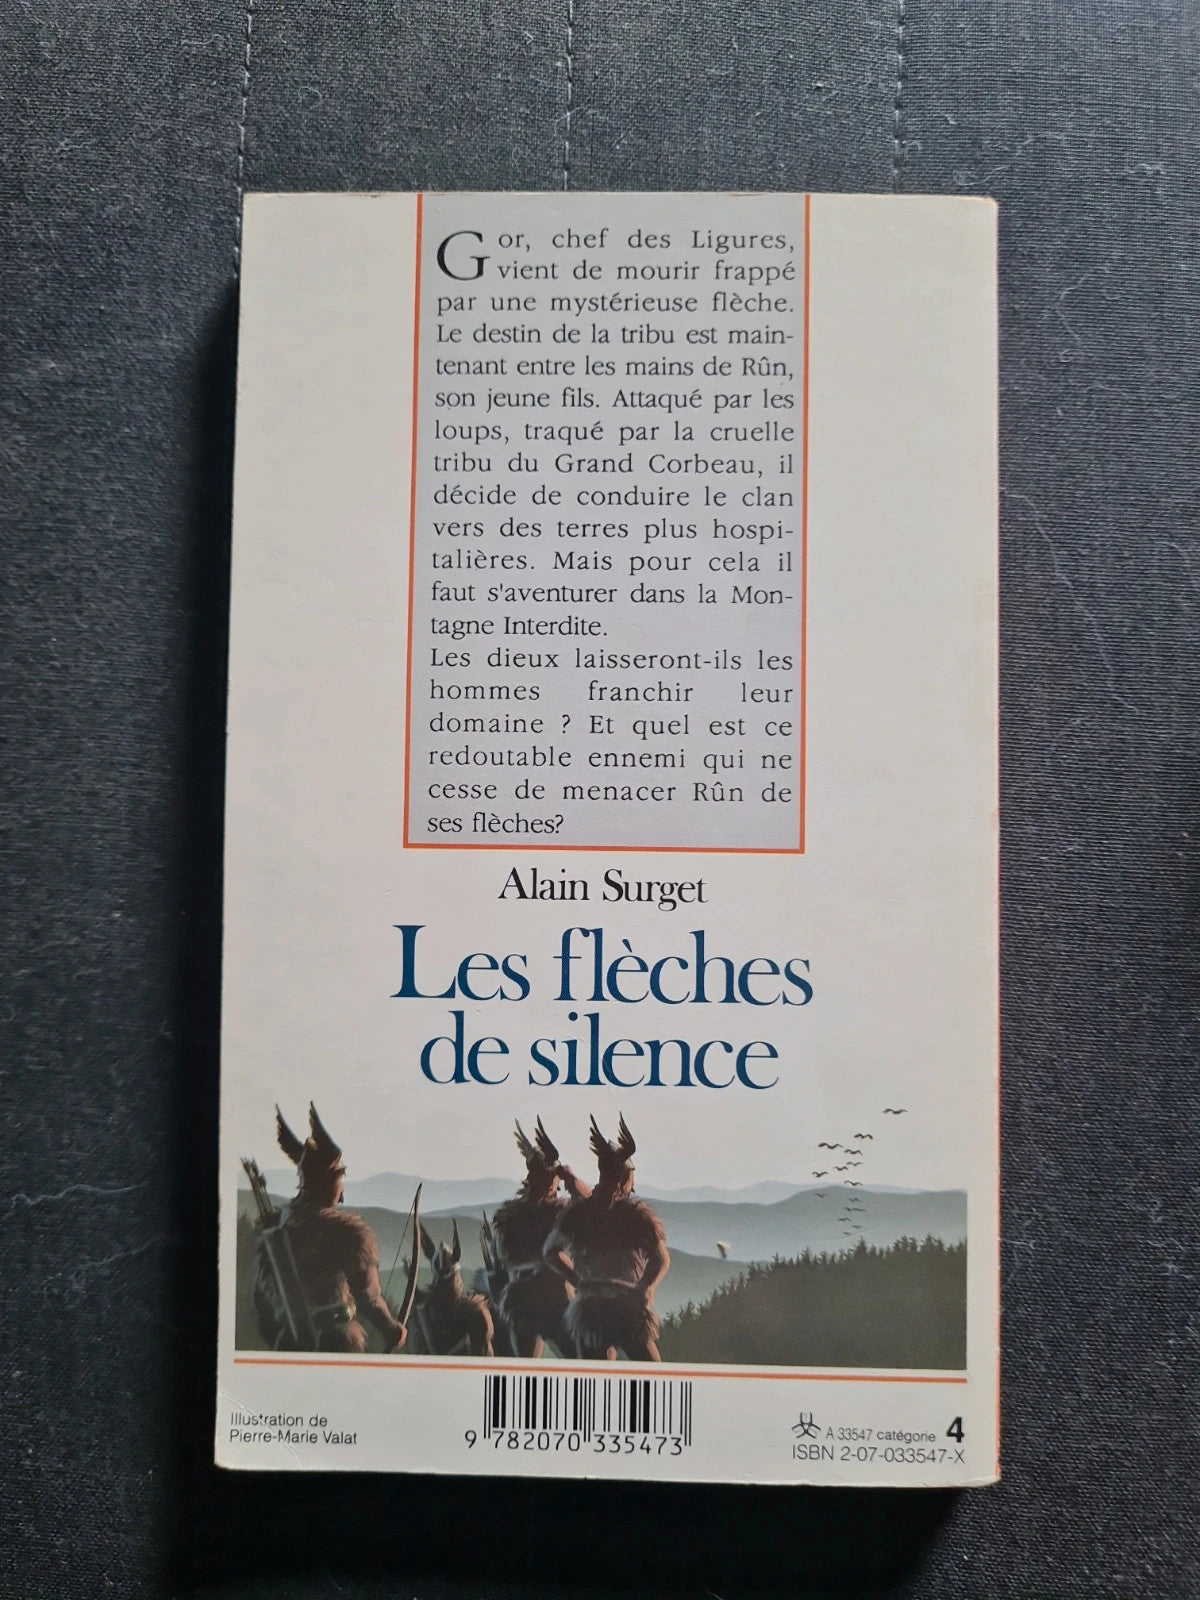 Gor, chef des Ligures,
vient de mourir frappé
par une mystérieuse flèche.
Le destin de la tribu est main-
tenant entre les mains de Rûn,
son jeune fils. Attaqué par les
loups, traqué par la cruelle
tribu du Grand Corbeau, il
décide de conduire le clan
vers des terres plus hospi-
talières. Mais pour cela il
faut s'aventurer dans la Mon-
tagne Interdite.
Les dieux laisseront-ils les
hommes franchir leur
domaine ? Et quel est ce
redoutable ennemi qui ne
cesse de menacer Rûn de
ses flèches?
Alain Surget
Les flèches
de silence
Illustration de
Pierre-Marie Valat
9 782070 335473
A 33547 catégorie 4
ISBN 2-07-033547-X